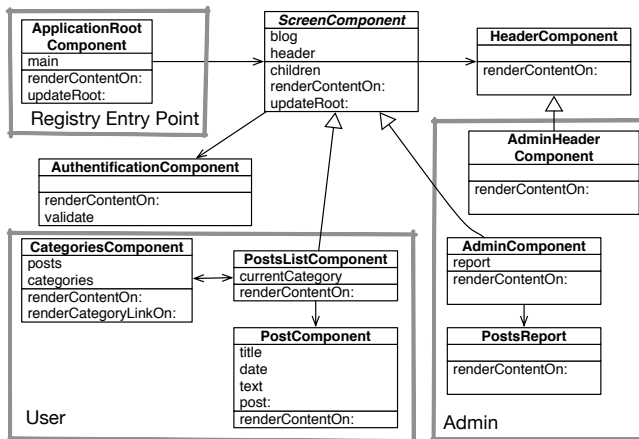 ApplicationRoot
Component
main
renderContentOn:
updateRoot:
Registry Entry Point
ScreenComponent
blog
header
children
renderContentOn:
updateRoot:
HeaderComponent
renderContentOn:
AuthentificationComponent
renderContentOn:
validate
AdminHeader
Component
renderContentOn:
CategoriesComponent
posts
categories
renderContentOn:
renderCategoryLinkOn:
PostsListComponent
currentCategory
renderContentOn:
AdminComponent
report
renderContentOn:
PostComponent
title
date
text
post:
renderContentOn:
PostsReport
renderContentOn:
User
Admin